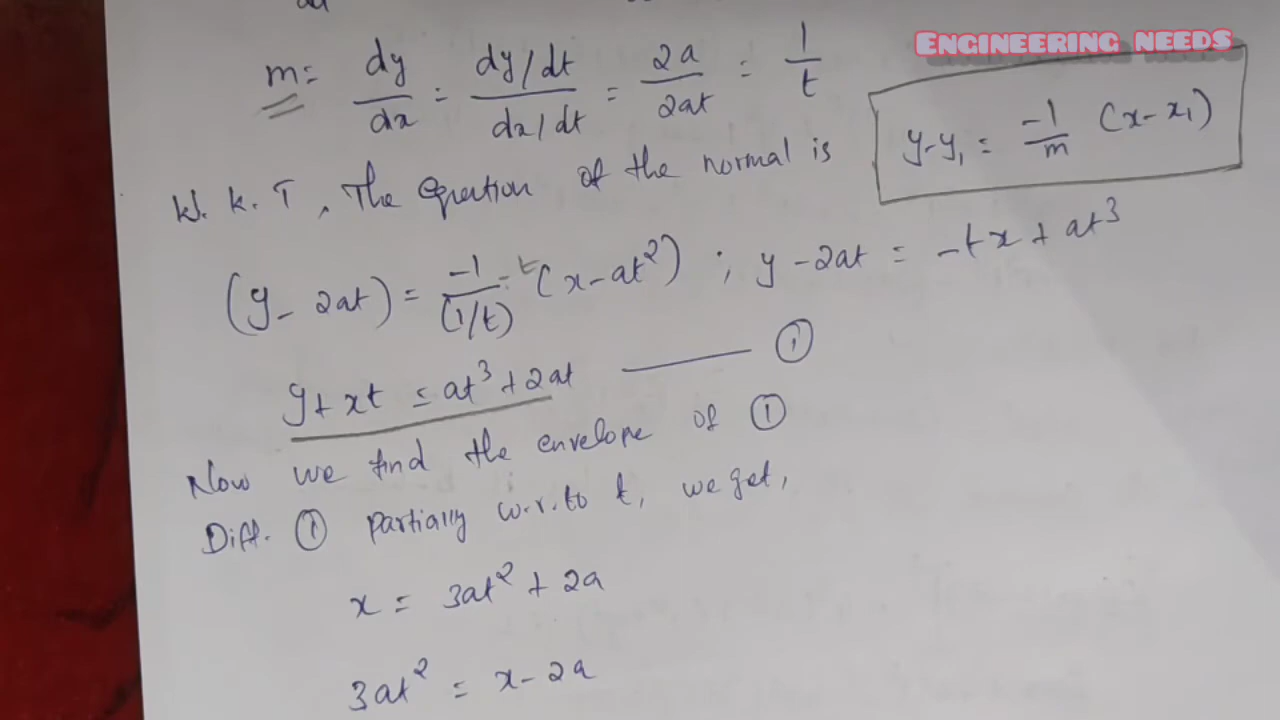 ENGINEERING NEEDS
m = dy/dx = (dy/dt)/(dx/dt) = 2a/2at = 1/t
W. K. T, The Equation of the normal is
y-y₁ = -1/m (x-x₁)
(y - 2at) = -1/(1/t) = t (x-at²) ; y - 2at = -tx + at³
y + xt = at³ + 2at —— ①
Now we find the envelope of ①
Diff. ① partially w.r.to t, we get,
x = 3at² + 2a
3at² = x - 2a